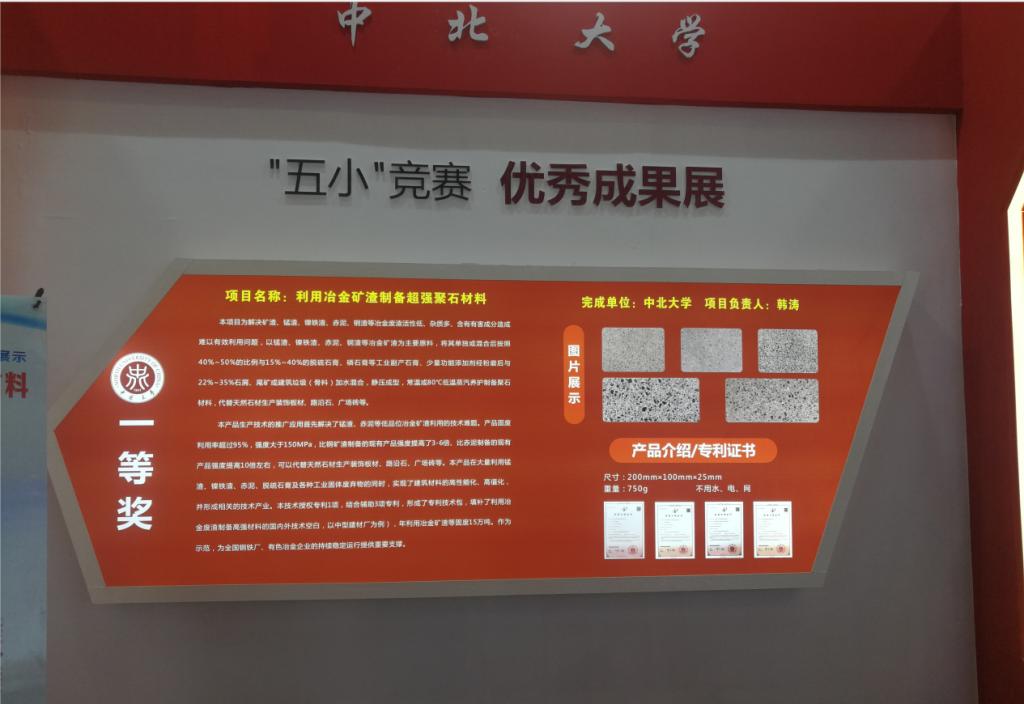 中北大学
"五小"竞赛 优秀成果展
项目名称：利用冶金矿渣制备超强聚石材料
本项目为解决矿渣、锰渣、镍铁渣、赤泥、钢渣等冶金废渣活性低、杂质多、含有有害成分造成
难以有效利用问题，以锰渣、镍铁渣、赤泥、钢渣等冶金矿渣为主要原料，将其单独或混合后按照
40%~50%的比例与15%~40%的脱硫石膏、磷石膏等工业副产石膏、少量功能添加剂经粉磨后与
22%~35%石屑、尾矿或建筑垃圾（骨料）加水混合，静压成型，常温或80℃低温蒸汽养护制备聚石
材料，代替天然石材生产装饰板材、路沿石、广场砖等。
本产品生产技术的推广应用首先解决了锰渣、赤泥等低品位冶金矿渣利用的技术难题。产品固废
利用率超过95%，强度大于150MPa，比钢矿渣制备的现有产品强度提高了3-6倍、比赤泥制备的现有
产品强度提高10倍左右，可以代替天然石材生产装饰板材、路沿石、广场砖等。本产品在大量利用锰
渣、镍铁渣、赤泥、脱硫石膏及各种工业固体废弃物的同时，实现了建筑材料的高性能化、高值化，
并形成相关的技术产业。本技术授权专利1项，结合辅助3项专利，形成了专利技术包，填补了利用冶
金废渣制备高强材料的国内外技术空白，以中型建材厂为例），年利用冶金矿渣等固废15万吨。作为
示范，为全国钢铁厂、有色冶金企业的持续稳定运行提供重要支撑。
一等奖
完成单位：中北大学 项目负责人：韩涛
图片展示
产品介绍/专利证书
尺寸：200mm×100mm×25mm
重量：750g 不用水、电、网
展示
料